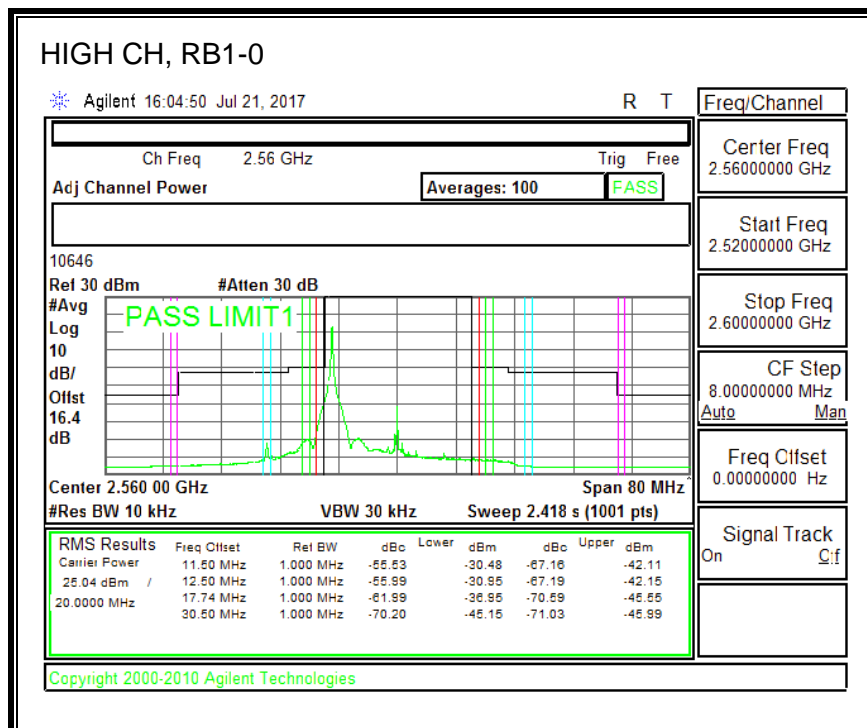 HIGH CH, RB1-0
Agilent 16:04:50 Jul 21, 2017 R T
Freq/Channel
Ch Freq 2.56 GHz Trig Free
Adj Channel Power Averages: 100 PASS
10646
Ref 30 dBm #Atten 30 dB
#Avg
Log
10
dB/
Offst
16.4
dB
PASS LIMIT1
Center 2.560 00 GHz Span 80 MHz
#Res BW 10 kHz VBW 30 kHz Sweep 2.418 s (1001 pts)
RMS Results Freq Offset Ref BW dBc Lower dBm dBc Upper dBm
Carrier Power 11.50 MHz 1.000 MHz -55.53 -30.48 -67.16 -42.11
25.04 dBm / 12.50 MHz 1.000 MHz -55.99 -30.95 -67.19 -42.15
20.0000 MHz 17.74 MHz 1.000 MHz -61.99 -36.95 -70.59 -45.55
30.50 MHz 1.000 MHz -70.20 -45.15 -71.03 -45.99
Center Freq
2.56000000 GHz
Start Freq
2.52000000 GHz
Stop Freq
2.60000000 GHz
CF Step
8.00000000 MHz
Auto Man
Freq Offset
0.00000000 Hz
Signal Track
On Off
Copyright 2000-2010 Agilent Technologies